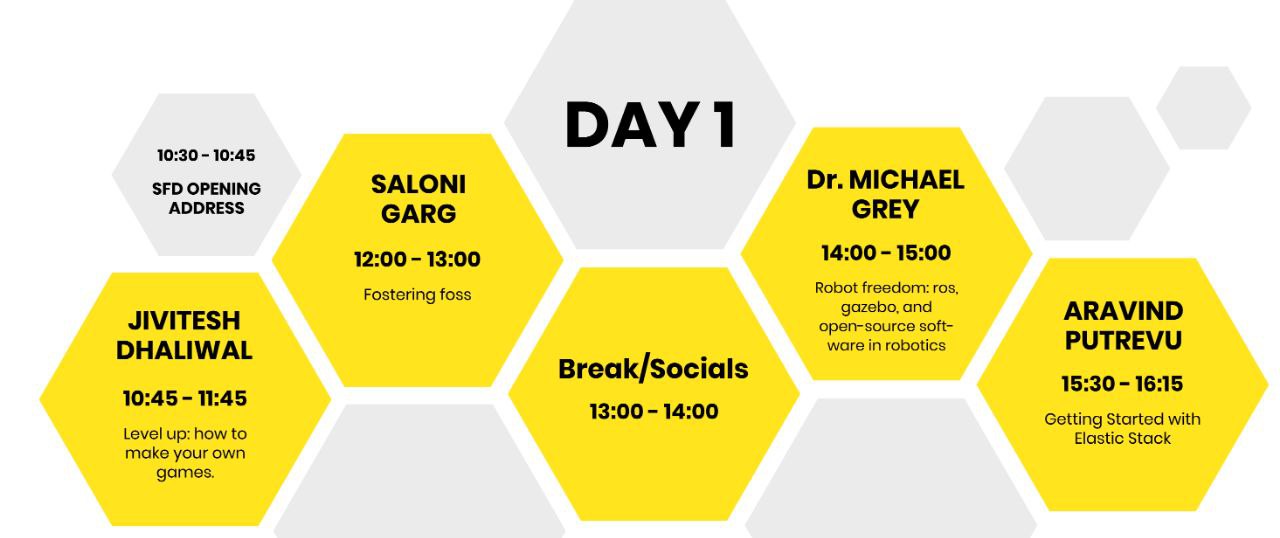 DAY 1
10:30 - 10:45
SFD OPENING
ADDRESS
JIVITESH
DHALIWAL
10:45 - 11:45
Level up: how to
make your own
games.
SALONI
GARG
12:00 - 13:00
Fostering foss
Break/Socials
13:00 - 14:00
Dr. MICHAEL
GREY
14:00 - 15:00
Robot freedom: ros,
gazebo, and
open-source soft-
ware in robotics
ARAVIND
PUTREVU
15:30 - 16:15
Getting Started with
Elastic Stack